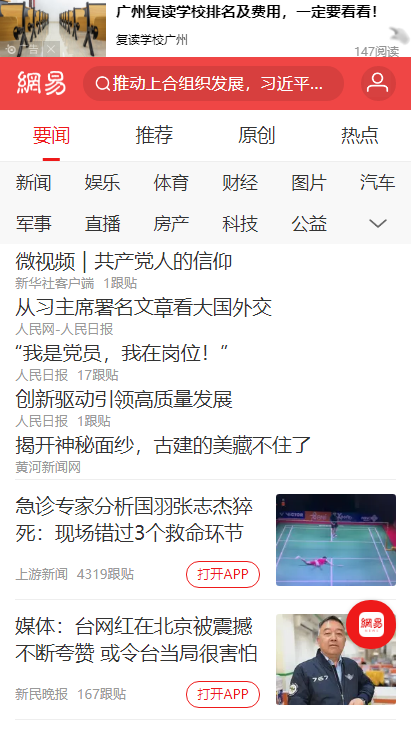 广州复读学校排名及费用，一定要看看！
复读学校广州
广告
147阅读
網易
推动上合组织发展，习近平...
要闻 推荐 原创 热点
新闻 娱乐 体育 财经 图片 汽车
军事 直播 房产 科技 公益
微视频 | 共产党人的信仰
新华社客户端 1跟贴
从习主席署名文章看大国外交
人民网-人民日报
“我是党员，我在岗位！”
人民日报 17跟贴
创新驱动引领高质量发展
人民日报 1跟贴
揭开神秘面纱，古建的美藏不住了
黄河新闻网
急诊专家分析国羽张志杰猝
死：现场错过3个救命环节
上游新闻 4319跟贴
打开APP
網易
媒体：台网红在北京被震撼
不断夸赞 或令台当局很害怕
767
新民晚报 167跟贴
打开APP